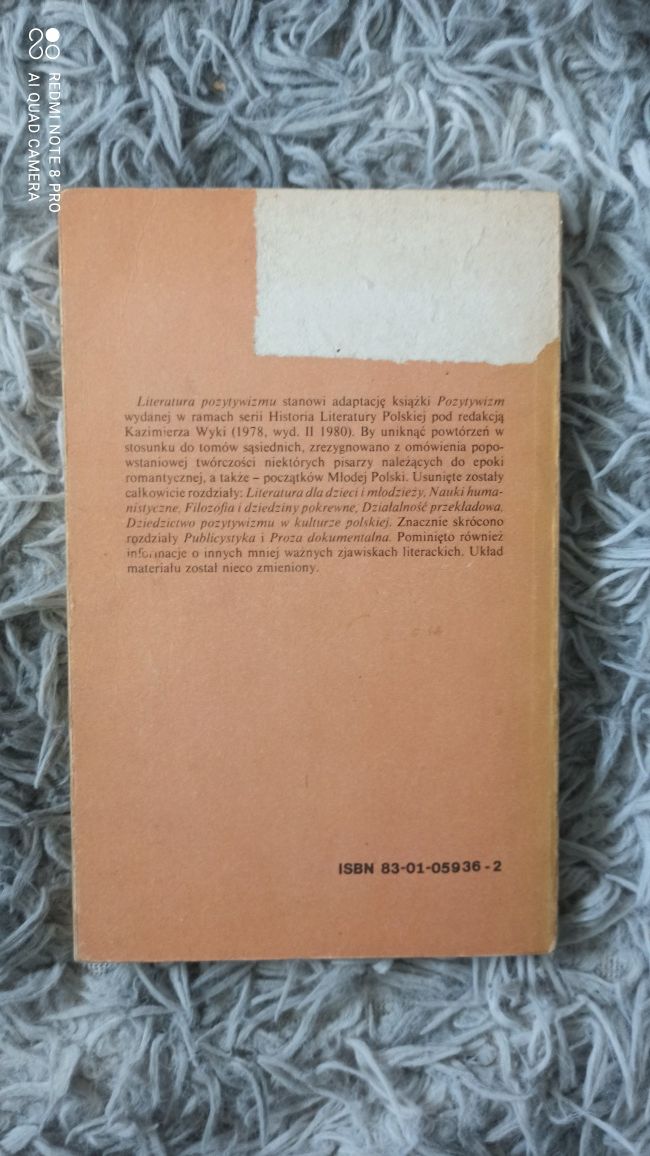 REDMI NOTE 8 PRO
AI QUAD CAMERA
Literatura pozytywizmu stanowi adaptację książki Pozytywizm
wydanej w ramach serii Historia Literatury Polskiej pod redakcją
Kazimierza Wyki (1978, wyd. II 1980). By uniknąć powtórzeń w
stosunku do tomów sąsiednich, zrezygnowano z omówienia popo-
wstaniowej twórczości niektórych pisarzy należących do epoki
romantycznej, a także – początków Młodej Polski. Usunięte zostały
całkowicie rozdziały: Literatura dla dzieci i młodzieży, Nauki huma-
nistyczne, Filozofia i dziedziny pokrewne, Działalność przekładowa,
Dziedzictwo pozytywizmu w kulturze polskiej. Znacznie skrócono
rozdziały Publicystyka i Proza dokumentalna. Pominięto również
informacje o innych mniej ważnych zjawiskach literackich. Układ
materiału został nieco zmieniony.
ISBN 83-01-05936-2